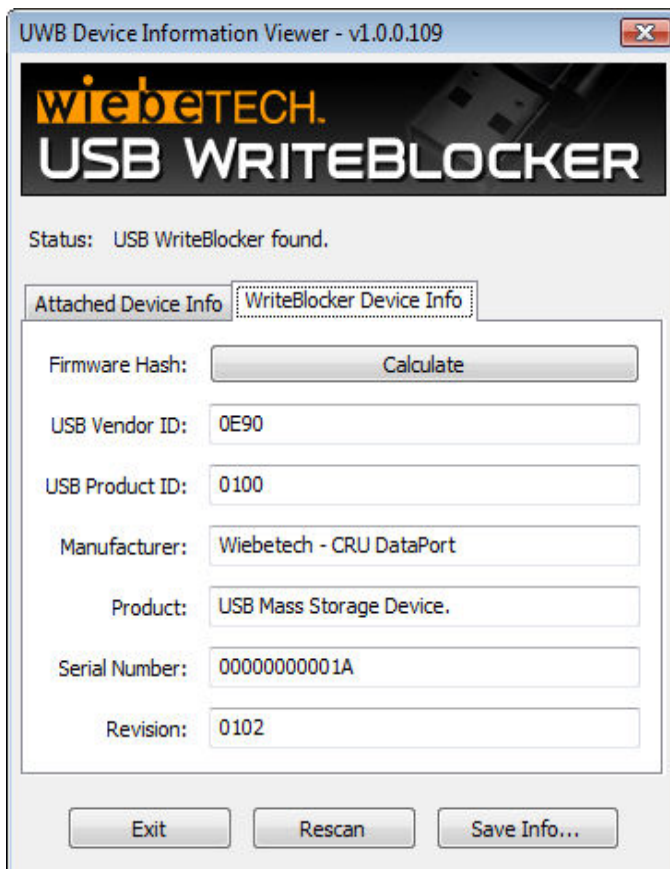 UWB Device Information Viewer - v1.0.0.109
wiebeTECH.
USB WRITEBLOCKER
Status: USB WriteBlocker found.
Attached Device Info WriteBlocker Device Info
Firmware Hash: Calculate
USB Vendor ID: 0E90
USB Product ID: 0100
Manufacturer: Wiebetech - CRU DataPort
Product: USB Mass Storage Device.
Serial Number: 00000000001A
Revision: 0102
Exit Rescan Save Info...